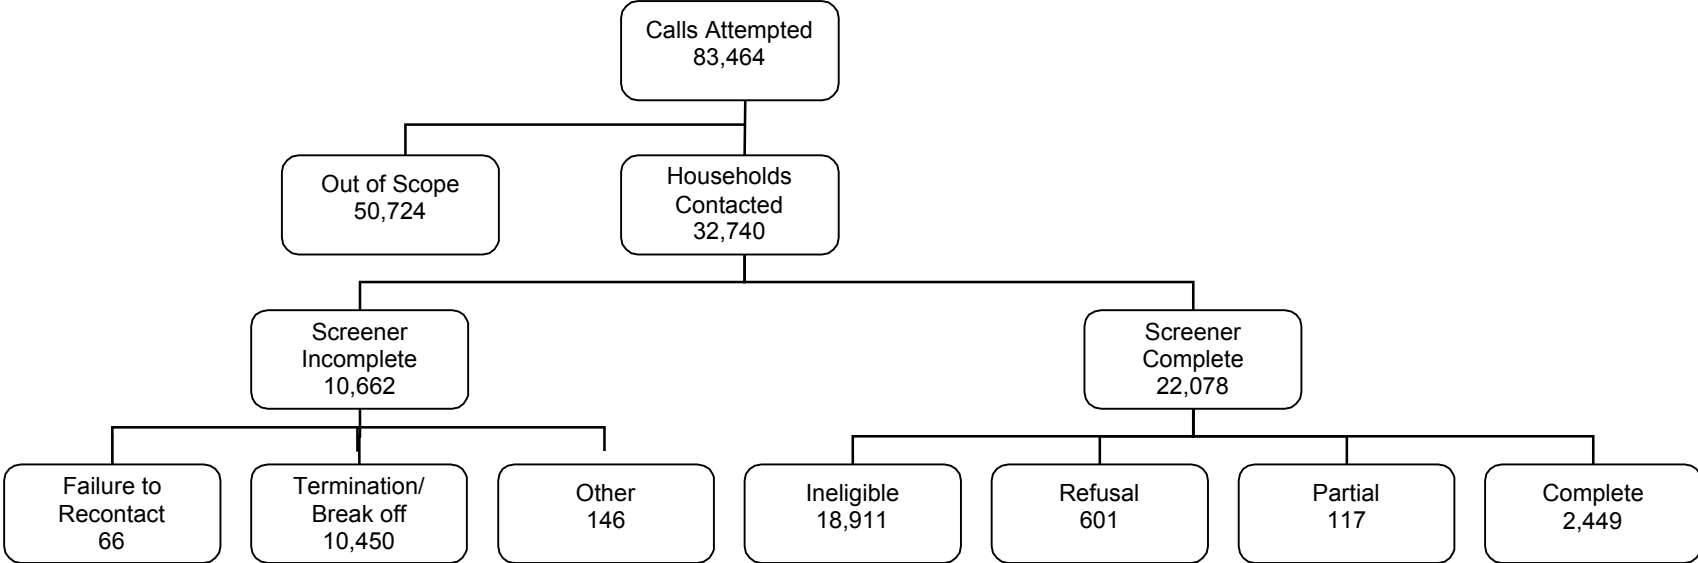 Calls Attempted
83,464
Out of Scope
50,724
Households
Contacted
32,740
Screener
Incomplete
10,662
Screener
Complete
22,078
Failure to
Recontact
66
Termination/
Break off
10,450
Other
146
Ineligible
18,911
Refusal
601
Partial
117
Complete
2,449